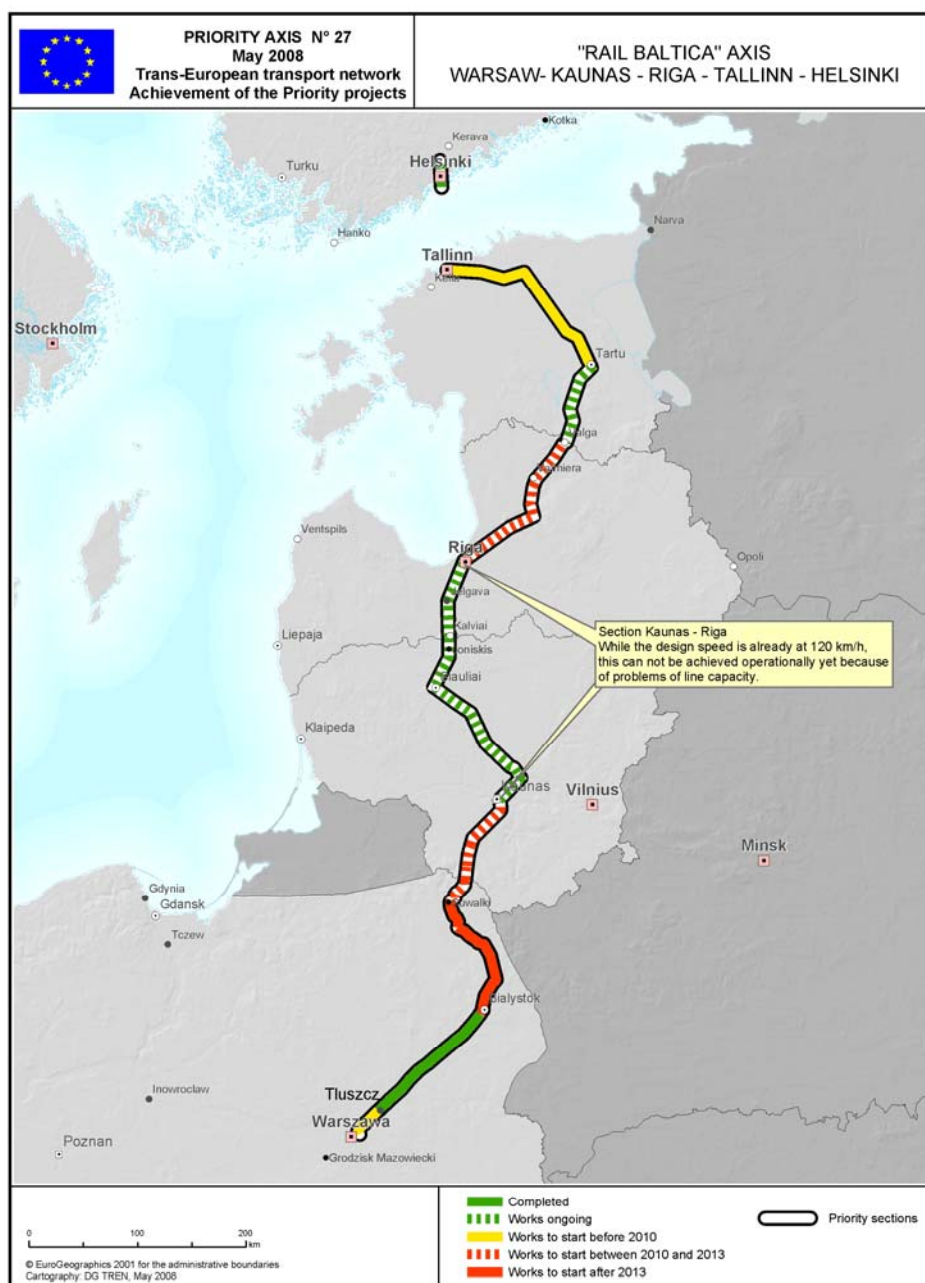 PRIORITY AXIS N° 27
May 2008
Trans-European transport network
Achievement of the Priority projects
"RAIL BALTICA" AXIS
WARSAW- KAUNAS - RIGA - TALLINN - HELSINKI
Kotka
Kerava
Helsinki
Turku
Narva
Hanko
Tallinn
Keila
Stockholm
Tartu
Valga
Valmiera
Ventspils
Riga
Opoli
Jelgava
Section Kaunas - Riga
While the design speed is already at 120 km/h,
this can not be achieved operationally yet because
of problems of line capacity.
Kalviai
Liepaja
Joniskis
Siauliai
Klaipeda
Kaunas
Vilnius
Minsk
Gdynia
Suwalki
Gdansk
Tczew
Bialystok
Inowroclaw
Tluszcz
Warszawa
Poznan
Grodzisk Mazowiecki
0 100 200
km
© EuroGeographics 2001 for the administrative boundaries
Cartography: DG TREN, May 2008
Completed
Works ongoing
Works to start before 2010
Works to start between 2010 and 2013
Works to start after 2013
Priority sections